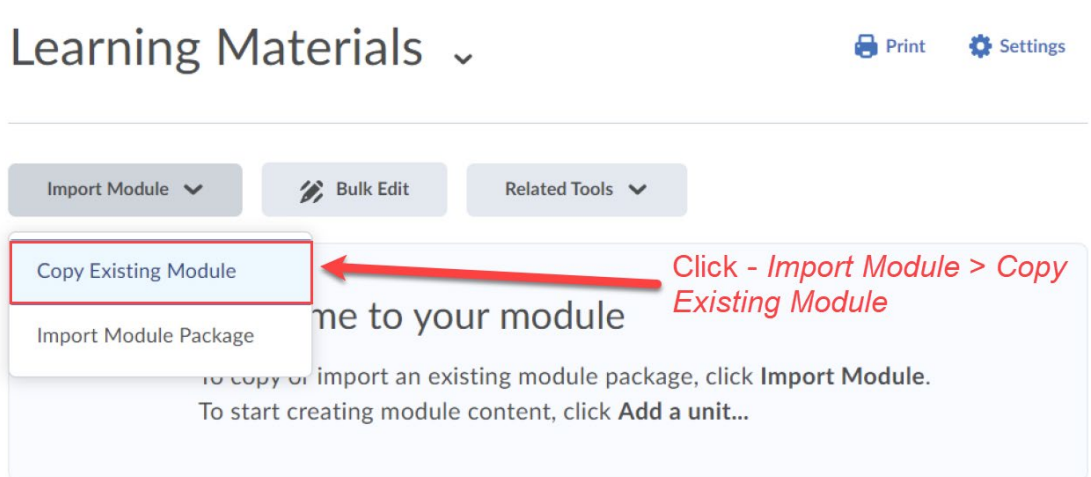 Learning Materials
Print
Settings
Import Module
Bulk Edit
Related Tools
Copy Existing Module
Import Module Package
Click - Import Module > Copy
Existing Module
me to your module
To copy or import an existing module package, click Import Module.
To start creating module content, click Add a unit...